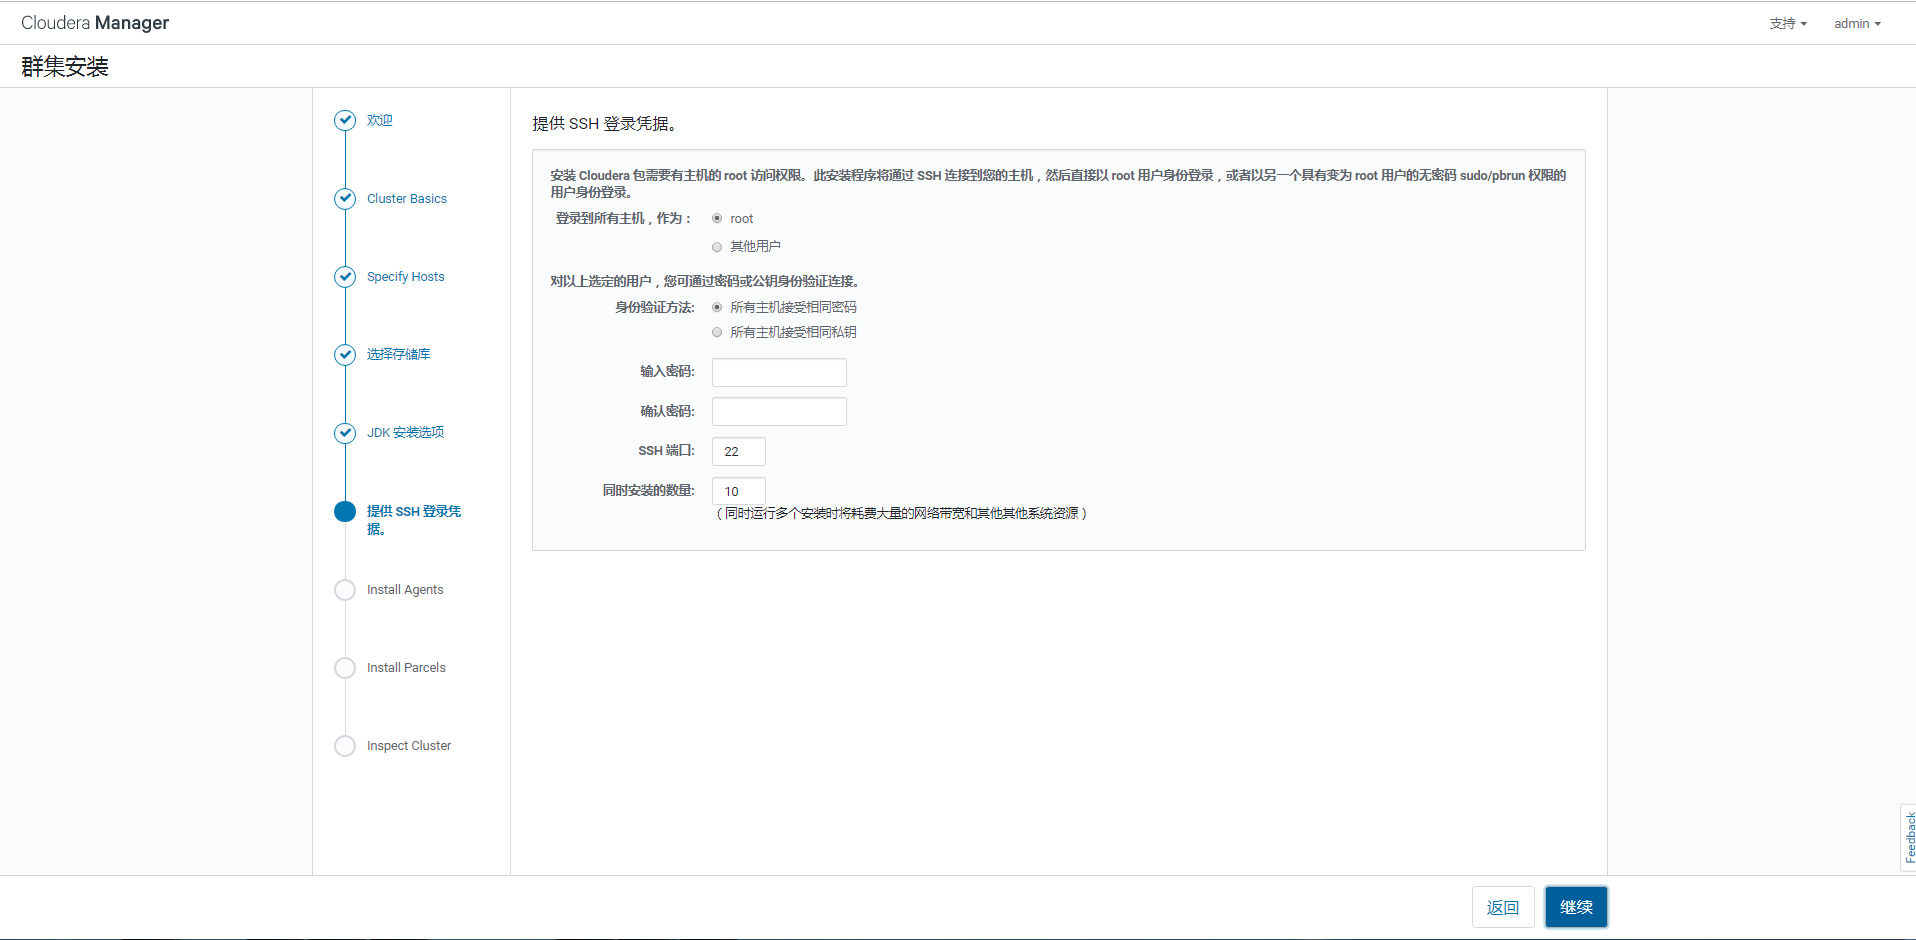 Cloudera Manager
支持
admin
群集安装
欢迎
Cluster Basics
Specify Hosts
选择存储库
JDK 安装选项
提供 SSH 登录凭
据。
Install Agents
Install Parcels
Inspect Cluster
提供 SSH 登录凭据。
安装 Cloudera 包需要有主机的 root 访问权限。此安装程序将通过 SSH 连接到您的主机，然后直接以 root 用户身份登录，或者以另一个具有变为 root 用户的无密码 sudo/pbrun 权限的
用户身份登录。
登录到所有主机，作为：
root
其他用户
对以上选定的用户，您可通过密码或公钥身份验证连接。
身份验证方法:
所有主机接受相同密码
所有主机接受相同私钥
输入密码:
确认密码:
SSH 端口:
22
同时安装的数量:
10
（同时运行多个安装时将耗费大量的网络带宽和其他其他系统资源）
Feedback
返回
继续